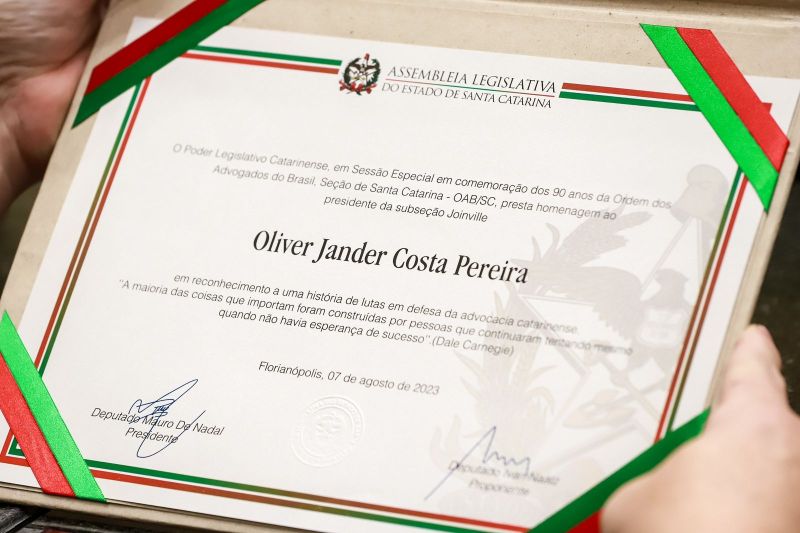 ASSEMBLEIA LEGISLATIVA
DO ESTADO DE SANTA CATARINA
O Poder Legislativo Catarinense, em Sessão Especial em comemoração dos 90 anos da Ordem dos
Advogados do Brasil, Seção de Santa Catarina - OAB/SC, presta homenagem ao
presidente da subseção Joinville
Oliver Jander Costa Pereira
em reconhecimento a uma história de lutas em defesa da advocacia catarinense.
"A maioria das coisas que importam foram construídas por pessoas que continuaram tentando mesmo
quando não havia esperança de sucesso".(Dale Carnegie)
Florianópolis, 07 de agosto de 2023
Deputado Mauro De Nadal
Presidente
Deputado Ivan Naatz
Proponente